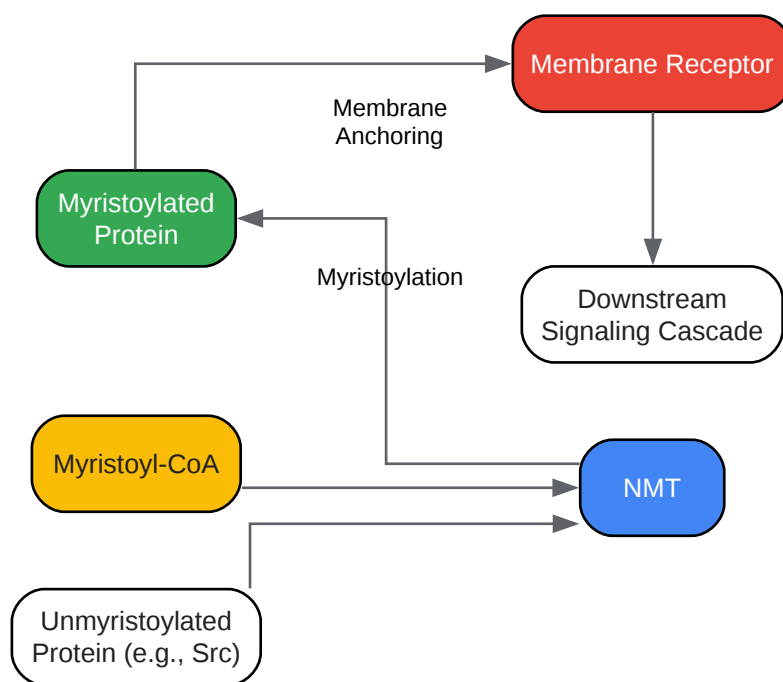 Membrane Receptor
Membrane
Anchoring
Myristoylated
Protein
Myristoylation
Downstream
Signaling Cascade
Myristoyl-CoA
NMT
Unmyristoylated
Protein (e.g., Src)